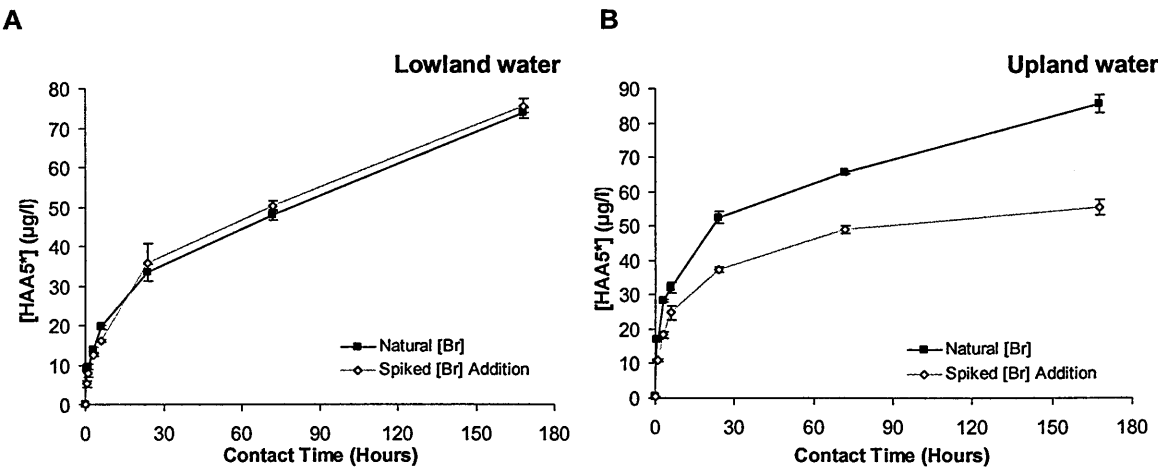 A
Lowland water
80
70
60
50
40
30
20
10
0
[HAA5*] (µg/l)
Natural [Br]
Spiked [Br] Addition
0 30 60 90 120 150 180
Contact Time (Hours)
B
Upland water
90
80
70
60
50
40
30
20
10
0
[HAA5*] (µg/l)
Natural [Br]
Spiked [Br] Addition
0 30 60 90 120 150 180
Contact Time (Hours)